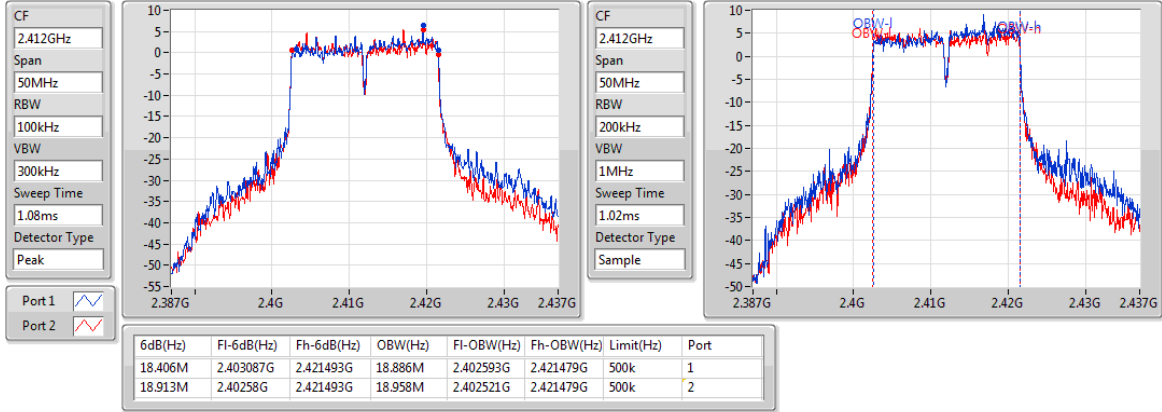 CF
2.412GHz
Span
50MHz
RBW
100kHz
VBW
300kHz
Sweep Time
1.08ms
Detector Type
Peak
Port 1
Port 2
10
5
0
-5
-10
-15
-20
-25
-30
-35
-40
-45
-50
-55
2.387G 2.4G 2.41G 2.42G 2.43G 2.437G
CF
2.412GHz
Span
50MHz
RBW
200kHz
VBW
1MHz
Sweep Time
1.02ms
Detector Type
Sample
10
5
0
-5
-10
-15
-20
-25
-30
-35
-40
-45
-50
OBW-l
OBW-h
2.387G 2.4G 2.41G 2.42G 2.43G 2.437G
6dB(Hz) Fl-6dB(Hz) Fh-6dB(Hz) OBW(Hz) Fl-OBW(Hz) Fh-OBW(Hz) Limit(Hz) Port
18.406M 2.403087G 2.421493G 18.886M 2.402593G 2.421479G 500k 1
18.913M 2.40258G 2.421493G 18.958M 2.402521G 2.421479G 500k 2